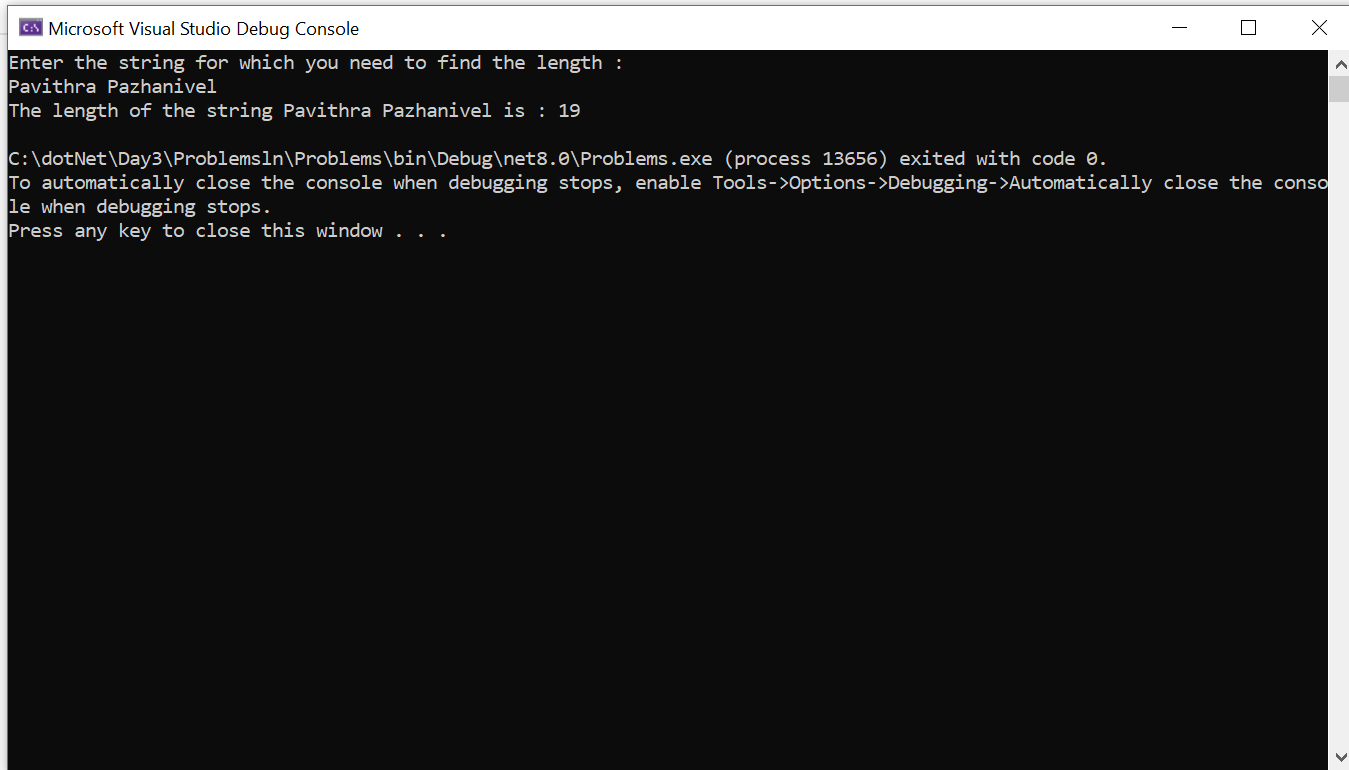 Microsoft Visual Studio Debug Console
Enter the string for which you need to find the length :
Pavithra Pazhanivel
The length of the string Pavithra Pazhanivel is : 19
C:\dotNet\Day3\Problemsln\Problems\bin\Debug\net8.0\Problems.exe (process 13656) exited with code 0.
To automatically close the console when debugging stops, enable Tools->Options->Debugging->Automatically close the conso
le when debugging stops.
Press any key to close this window . . .